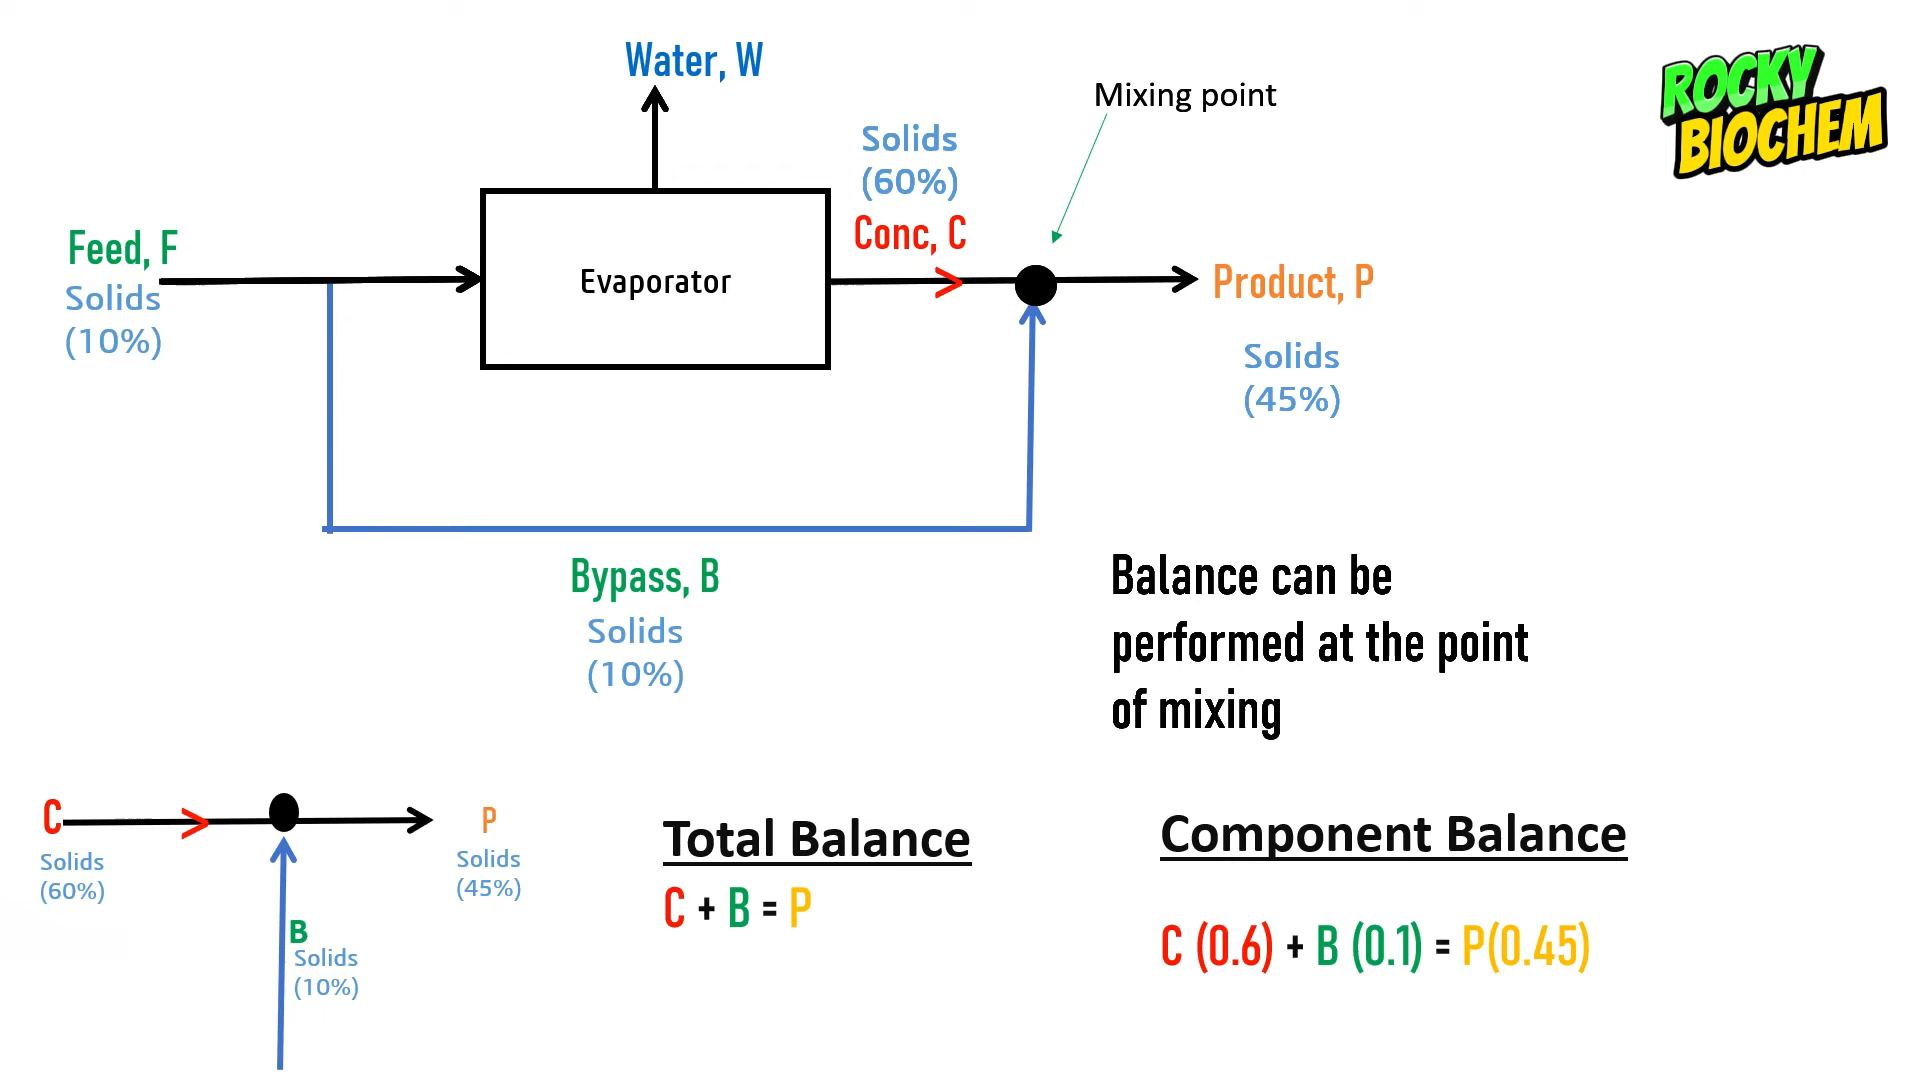 Water, W
Mixing point
ROCKY
BIOCHEM
Solids
(60%)
Conc, C
Feed, F
Solids
(10%)
Evaporator
Product, P
Solids
(45%)
Bypass, B
Solids
(10%)
Balance can be
performed at the point
of mixing
C
Solids
(60%)
P
Solids
(45%)
B
Solids
(10%)
Total Balance
C + B = P
Component Balance
C (0.6) + B (0.1) = P(0.45)